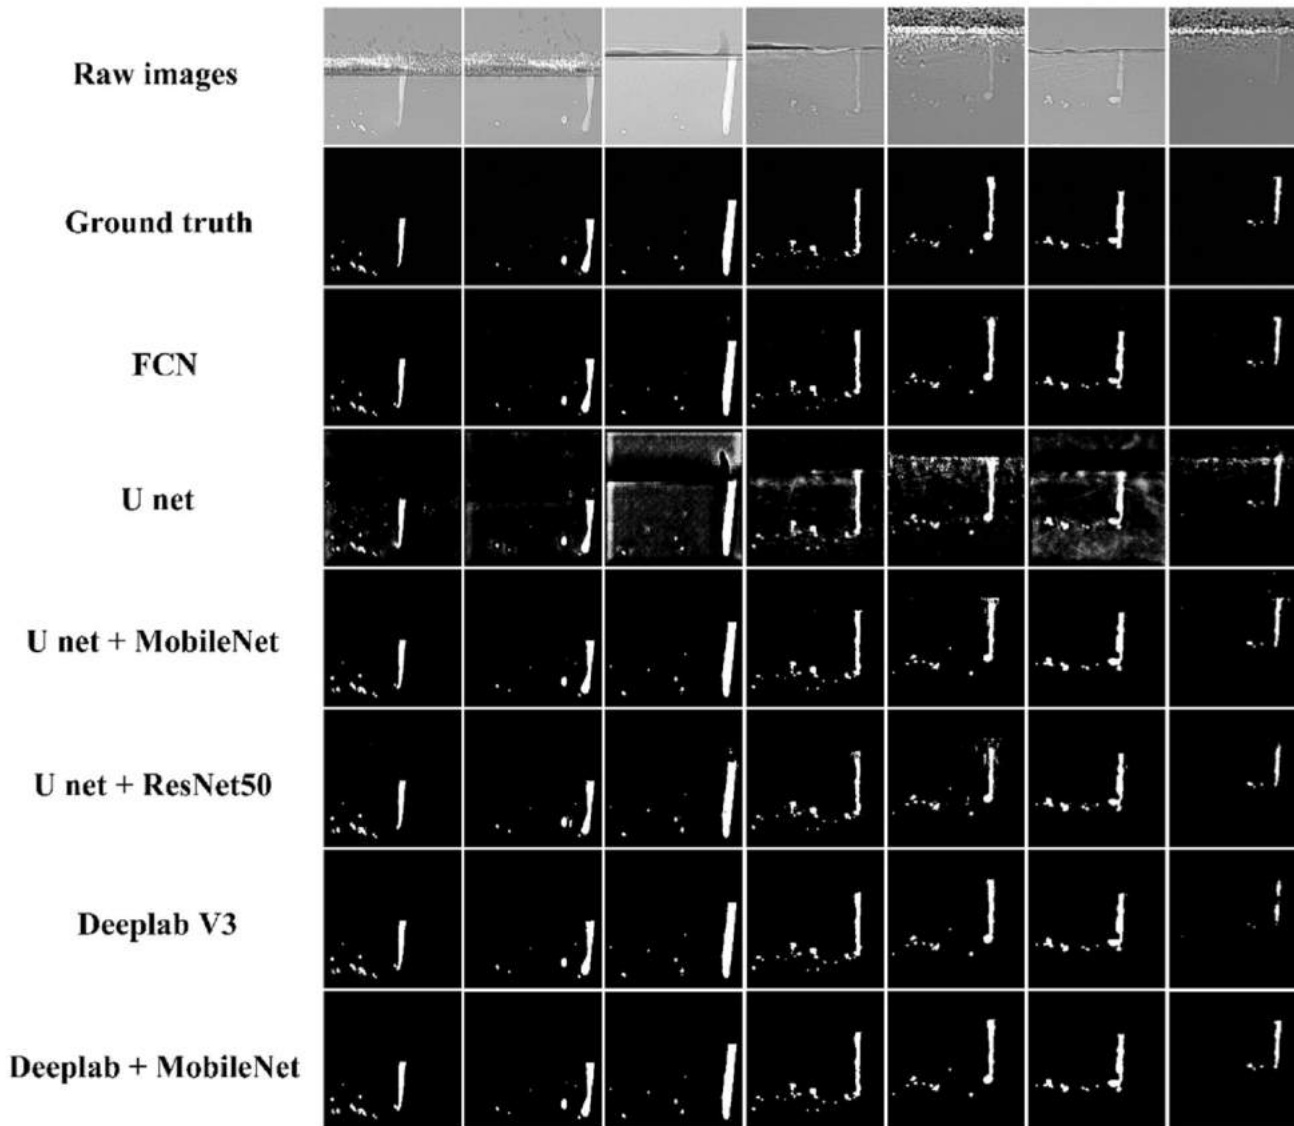 Raw images
Ground truth
FCN
U net
U net + MobileNet
U net + ResNet50
Deeplab V3
Deeplab + MobileNet